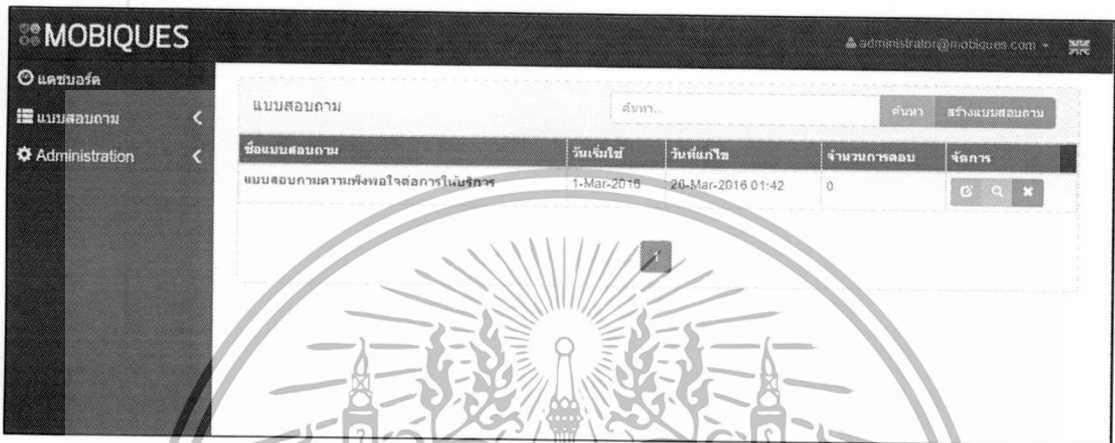 MOBIQUES
administrator@mobiques.com
แดชบอร์ด
แบบสอบถาม
Administration
แบบสอบถาม
ค้นหา..
ค้นหา
สร้างแบบสอบถาม
ชื่อแบบสอบถาม วันเริ่มใช้ วันที่แก้ไข จำนวนการตอบ จัดการ
แบบสอบถามความพึงพอใจต่อการให้บริการ 1-Mar-2016 26-Mar-2016 01:42 0
1